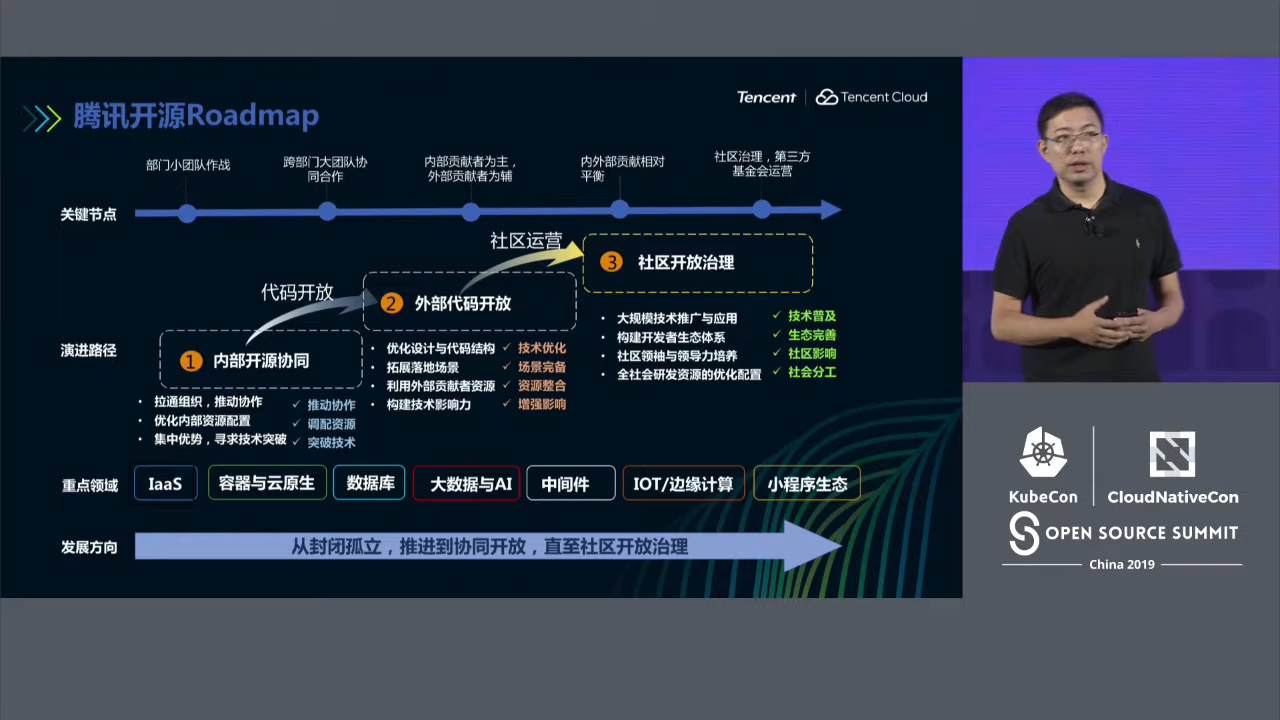 腾讯开源Roadmap
Tencent
Tencent Cloud
部门小团队作战
跨部门大团队协
同合作
内部贡献者为主，
外部贡献者为辅
内外部贡献相对
平衡
社区治理，第三方
基金会运营
关键节点
社区运营
3 社区开放治理
代码开放
2 外部代码开放
演进路径
1 内部开源协同
• 拉通组织，推动协作
• 优化内部资源配置
• 集中优势，寻求技术突破
✓ 推动协作
✓ 调配资源
✓ 突破技术
• 优化设计与代码结构
• 拓展落地场景
• 利用外部贡献者资源
• 构建技术影响力
✓ 技术优化
✓ 场景完备
✓ 资源整合
✓ 增强影响
• 大规模技术推广与应用
• 构建开发者生态体系
• 社区领袖与领导力培养
• 全社会研发资源的优化配置
✓ 技术普及
✓ 生态完善
✓ 社区影响
✓ 社会分工
重点领域
IaaS
容器与云原生
数据库
大数据与AI
中间件
IOT/边缘计算
小程序生态
发展方向
从封闭孤立，推进到协同开放，直至社区开放治理
KubeCon
CloudNativeCon
OPEN SOURCE SUMMIT
China 2019